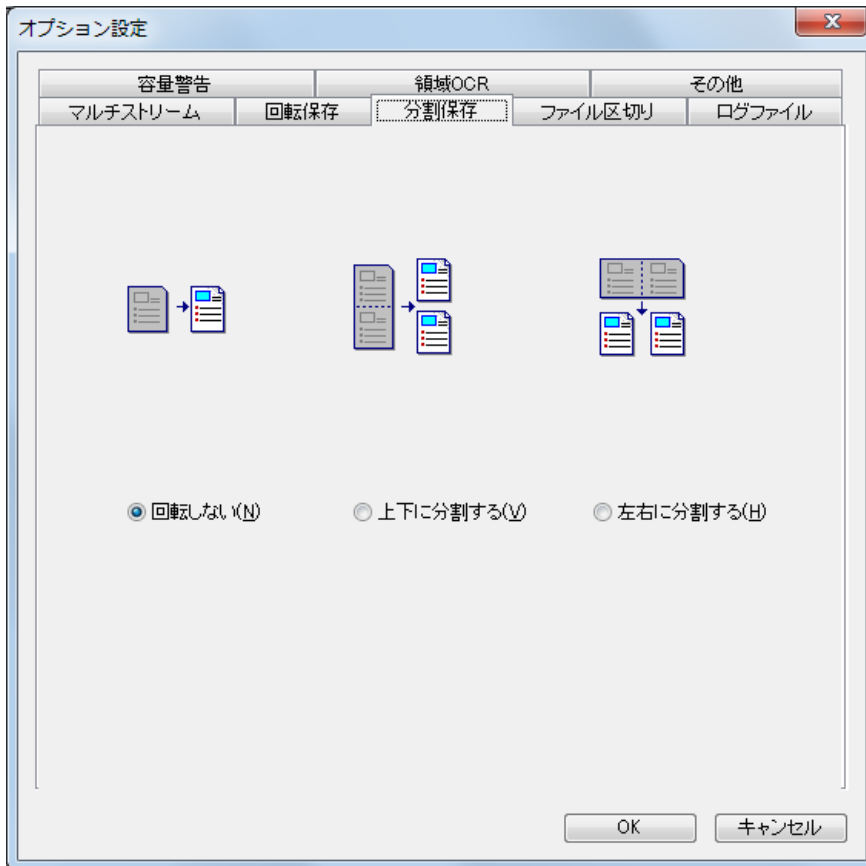 オプション設定
容量警告 領域OCR その他
マルチストリーム 回転保存 分割保存 ファイル区切り ログファイル
回転しない(N) 上下に分割する(V) 左右に分割する(H)
OK キャンセル